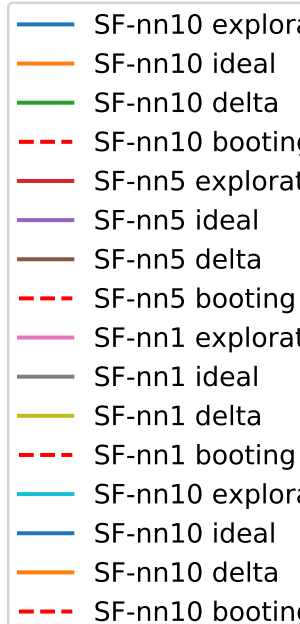 SF-nn10 explora
SF-nn10 ideal
SF-nn10 delta
SF-nn10 booting
SF-nn5 explorat
SF-nn5 ideal
SF-nn5 delta
SF-nn5 booting
SF-nn1 explorat
SF-nn1 ideal
SF-nn1 delta
SF-nn1 booting
SF-nn10 explora
SF-nn10 ideal
SF-nn10 delta
SF-nn10 booting